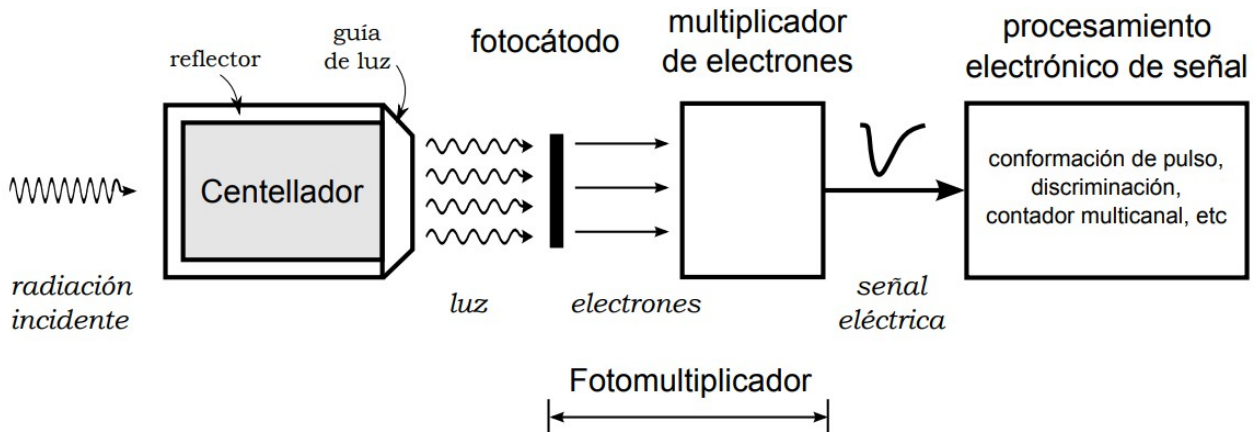 reflector
guía
de luz
fotocátodo
multiplicador
de electrones
procesamiento
electrónico de señal
Centellador
conformación de pulso,
discriminación,
contador multicanal, etc
radiación
incidente
luz
electrones
señal
eléctrica
Fotomultiplicador